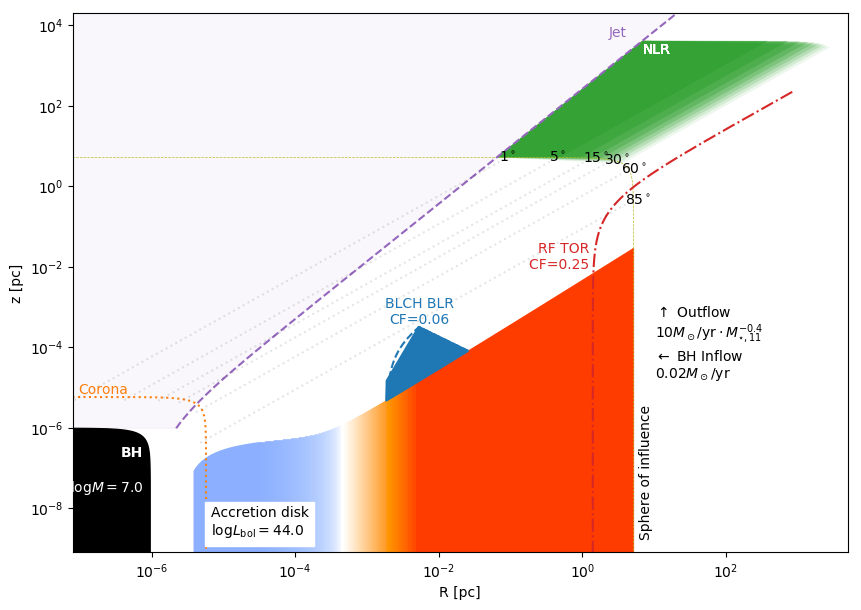 Jet
NLR
1°
5°
15°
30°
60°
85°
RF TOR
CF=0.25
BLCH BLR
CF=0.06
↑ Outflow
10M⊙/yr · M⋆,11^−0.4
← BH Inflow
0.02M⊙/yr
Corona
BH
logM = 7.0
Accretion disk
logLbol = 44.0
Sphere of influence
z [pc]
10^4
10^2
10^0
10^−2
10^−4
10^−6
10^−8
10^−6
10^−4
10^−2
10^0
10^2
R [pc]